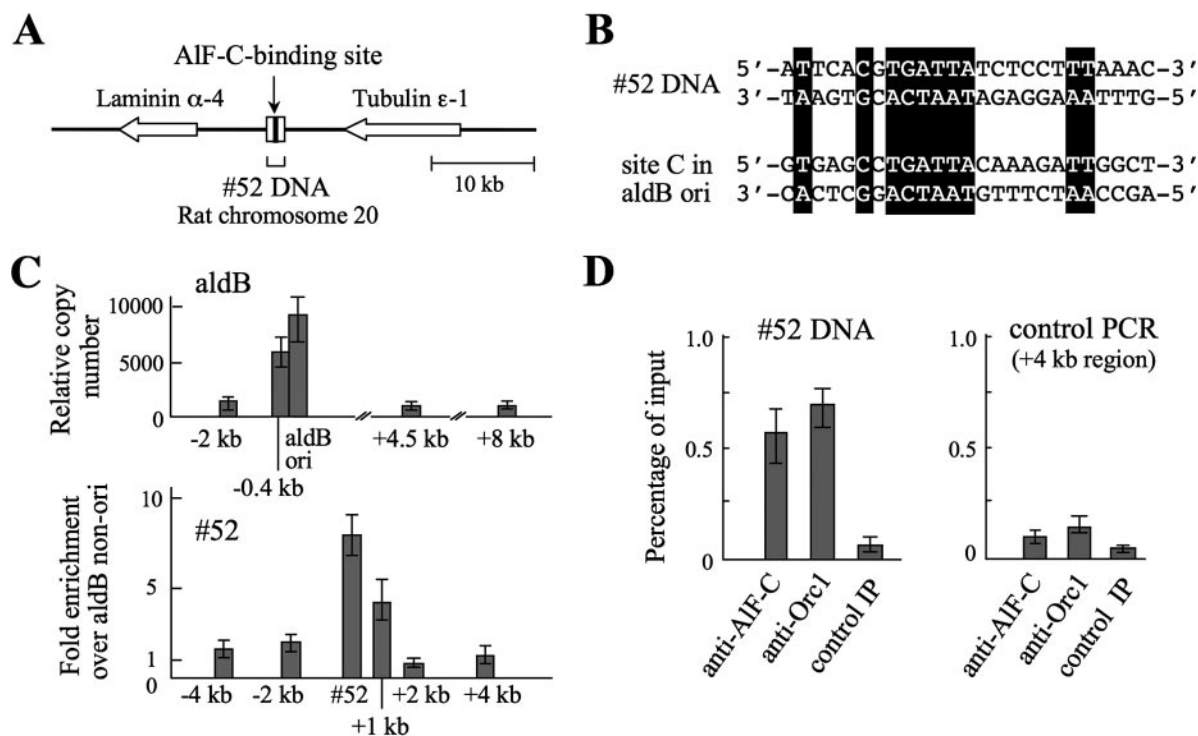 A
AlF-C-binding site
Laminin α-4
Tubulin ε-1
#52 DNA
Rat chromosome 20
10 kb
B
#52 DNA
5′-ATTCACGTGATTATCTCCTTTAAAC-3′
3′-TAAGTGCACTAATAGAGGAAATTTG-5′
site C in
aldB ori
5′-GTGAGCCTGATTACAAAGATTGGCT-3′
3′-CACTCGGACTAATGTTTCTAACCGA-5′
C
aldB
Relative copy
number
10000
5000
0
-2 kb
aldB
ori
-0.4 kb
+4.5 kb
+8 kb
#52
Fold enrichment
over aldB non-ori
10
5
1
0
-4 kb
-2 kb
#52
+1 kb
+2 kb
+4 kb
D
#52 DNA
Percentage of input
1.0
0.5
0
anti-AlF-C
anti-Orc1
control IP
control PCR
(+4 kb region)
1.0
0.5
0
anti-AlF-C
anti-Orc1
control IP